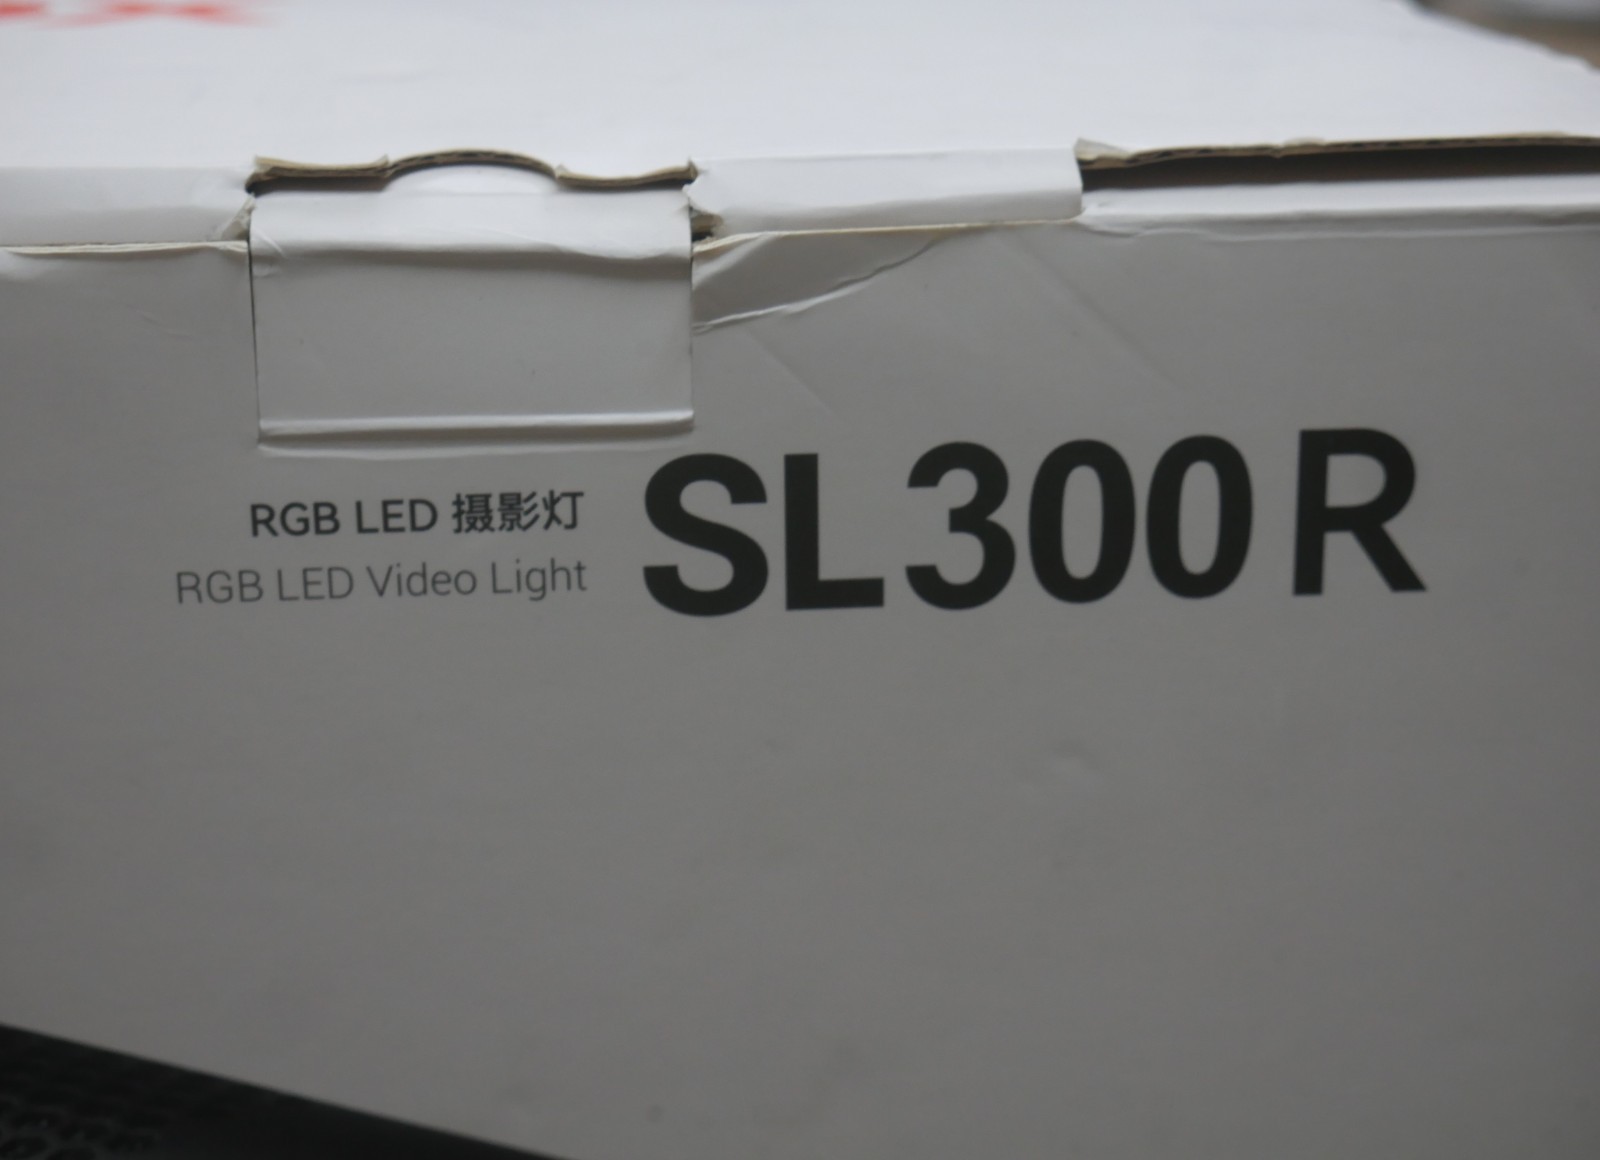 RGB LED 摄影灯
RGB LED Video Light
SL300R